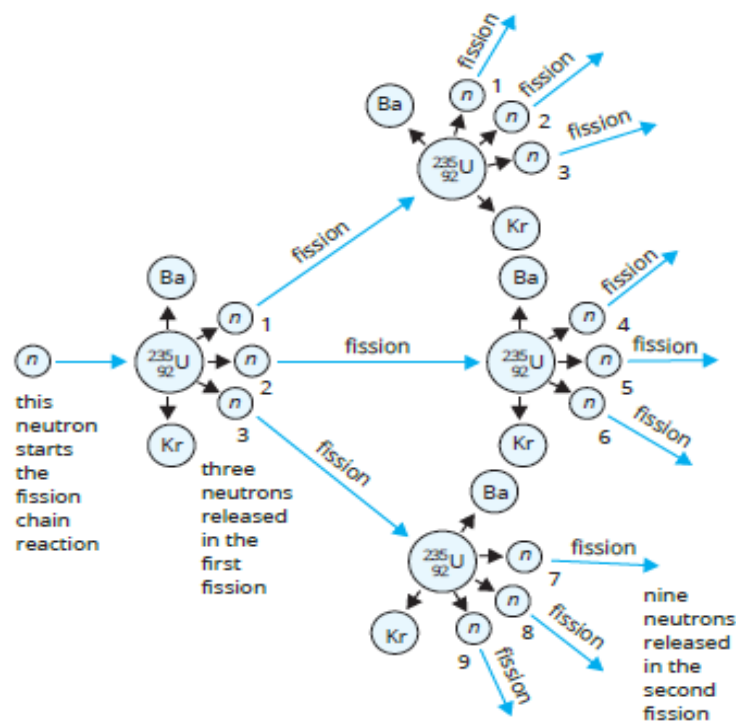 fission
1
n
fission
Ba
n
2
fission
n
3
235
92U
Kr
fission
Ba
Ba
fission
n
1
n
4
n
235
92U
n
2
fission
235
92U
n
fission
5
n
3
n
6
fission
Kr
Kr
this
neutron
starts
the
fission
chain
reaction
three
neutrons
released
in the
first
fission
fission
Ba
235
92U
n
7
fission
n
8
fission
Kr
n
9
fission
nine
neutrons
released
in the
second
fission